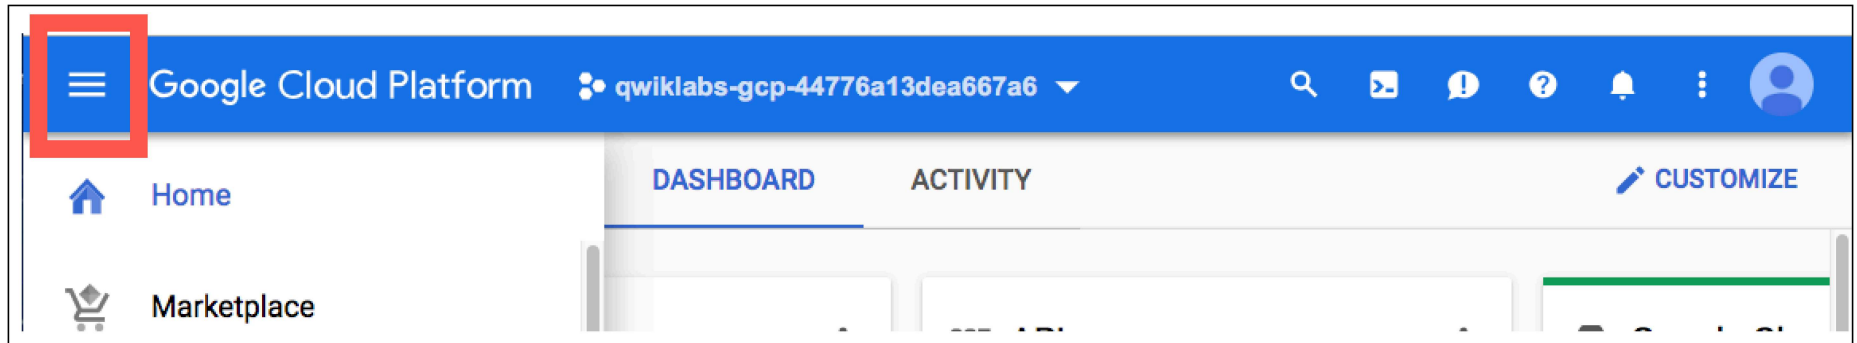 Google Cloud Platform qwiklabs-gcp-44776a13dea667a6
Home
DASHBOARD ACTIVITY CUSTOMIZE
Marketplace